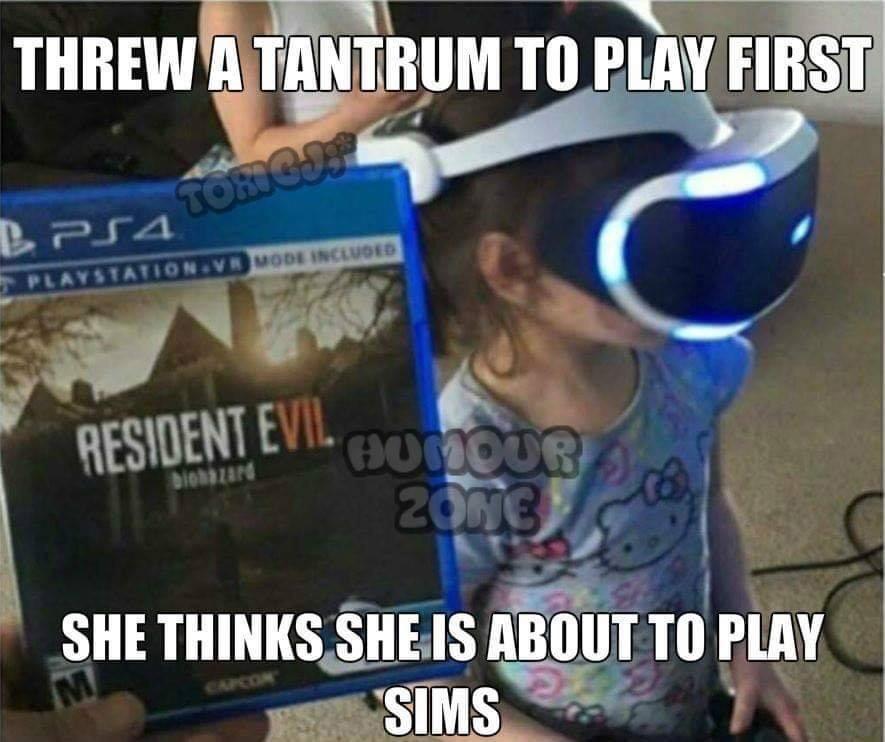 THREW A TANTRUM TO PLAY FIRST
TORIGJ
PS4
PLAYSTATION VR MODE INCLUDED
RESIDENT EVIL
biohazard
HUMOUR
ZONE
SHE THINKS SHE IS ABOUT TO PLAY
SIMS
M
CAPCOM